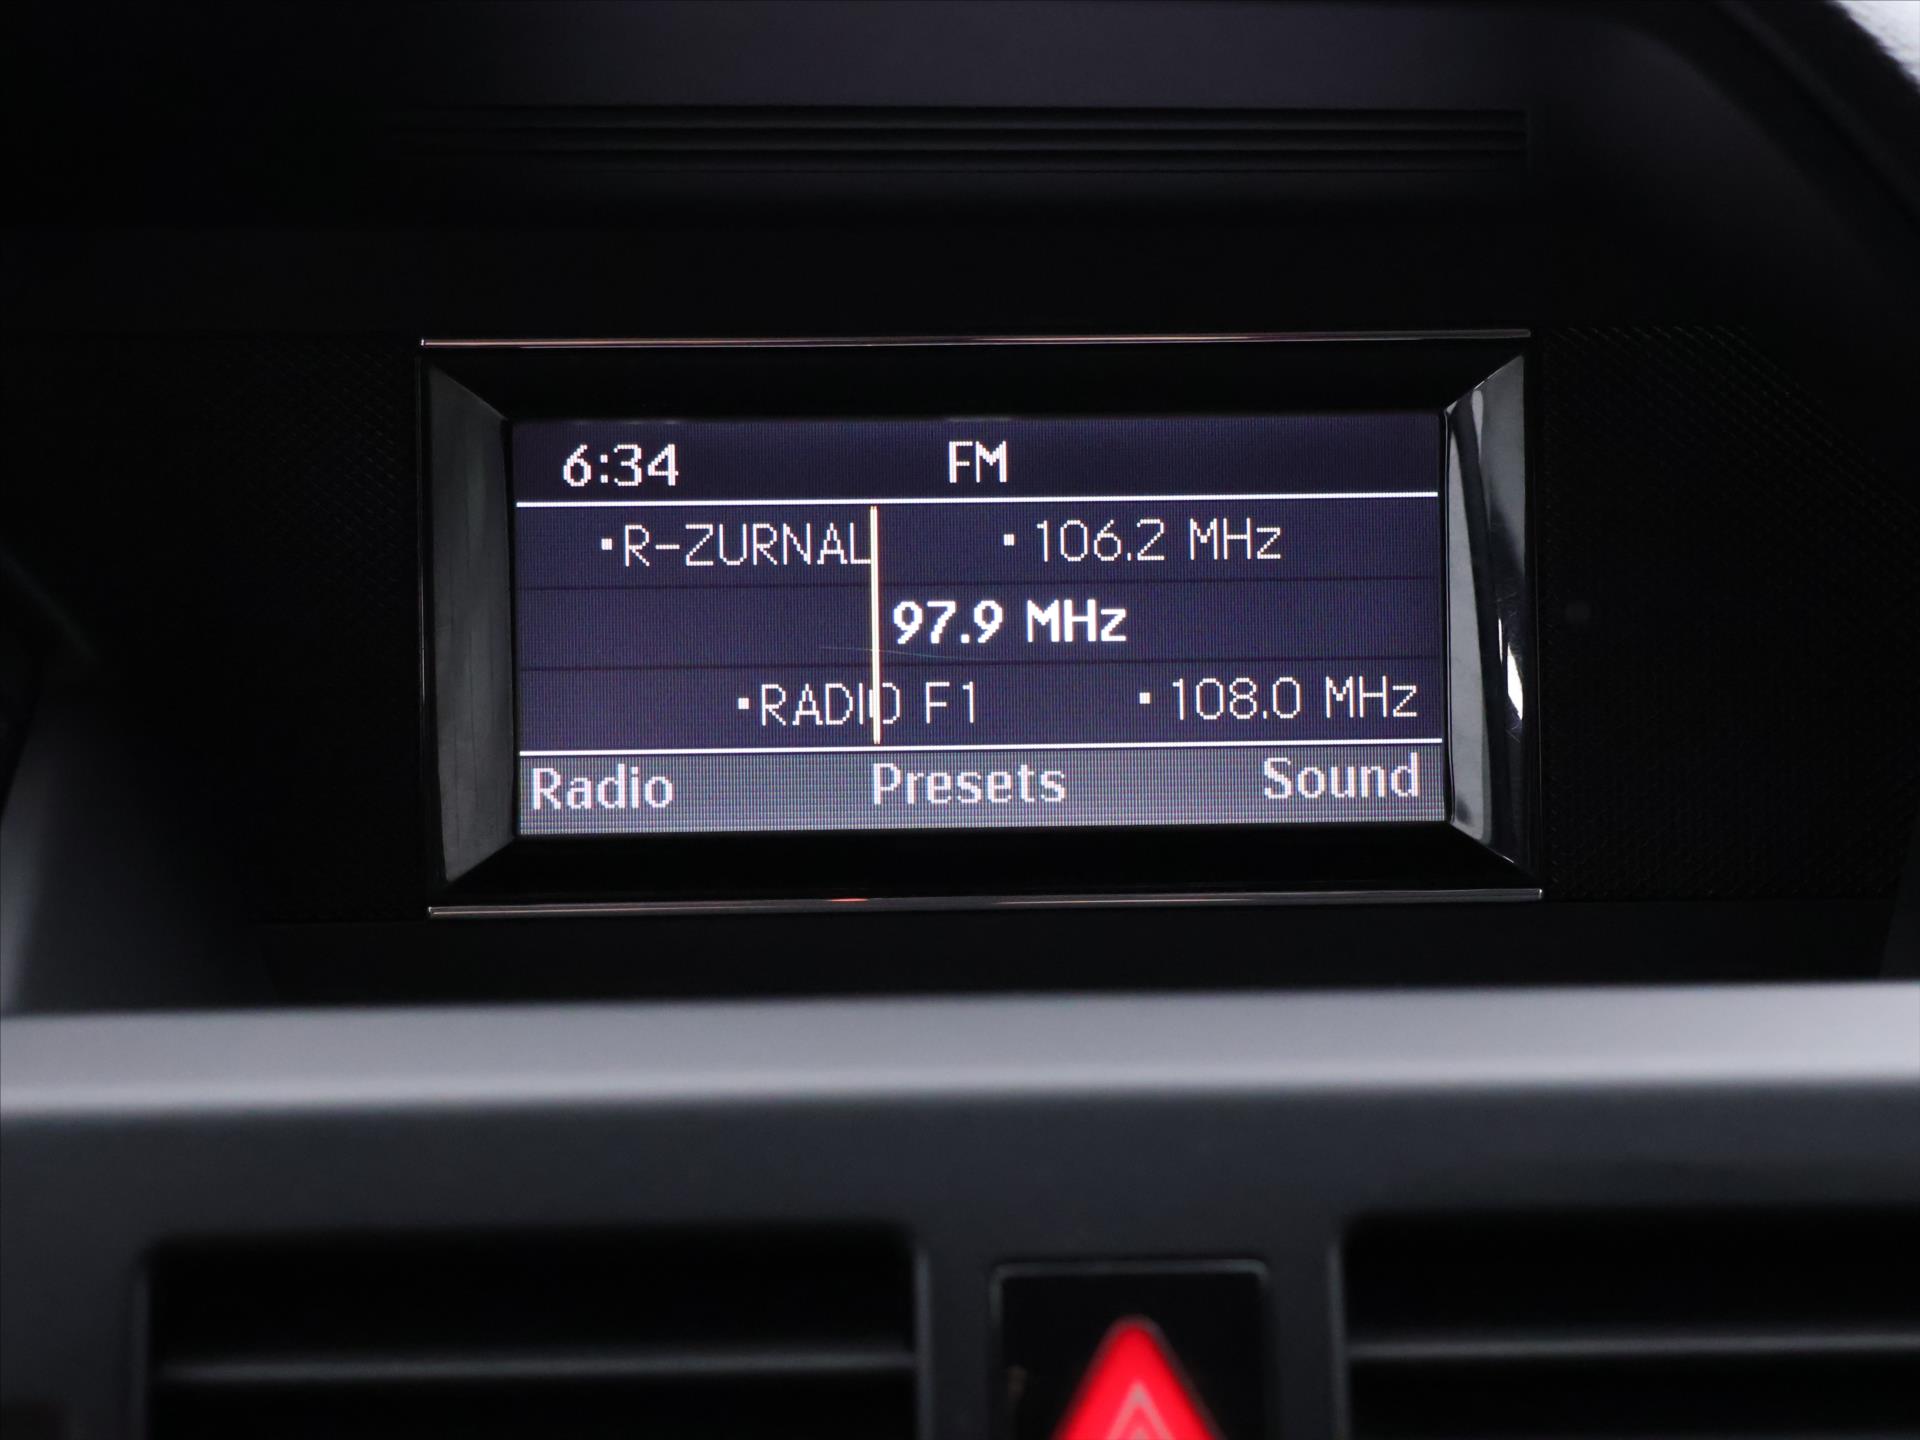 6:34 FM
▪R-ZURNAL ▪106.2 MHz
97.9 MHz
▪RADIO F1 ▪108.0 MHz
Radio Presets Sound